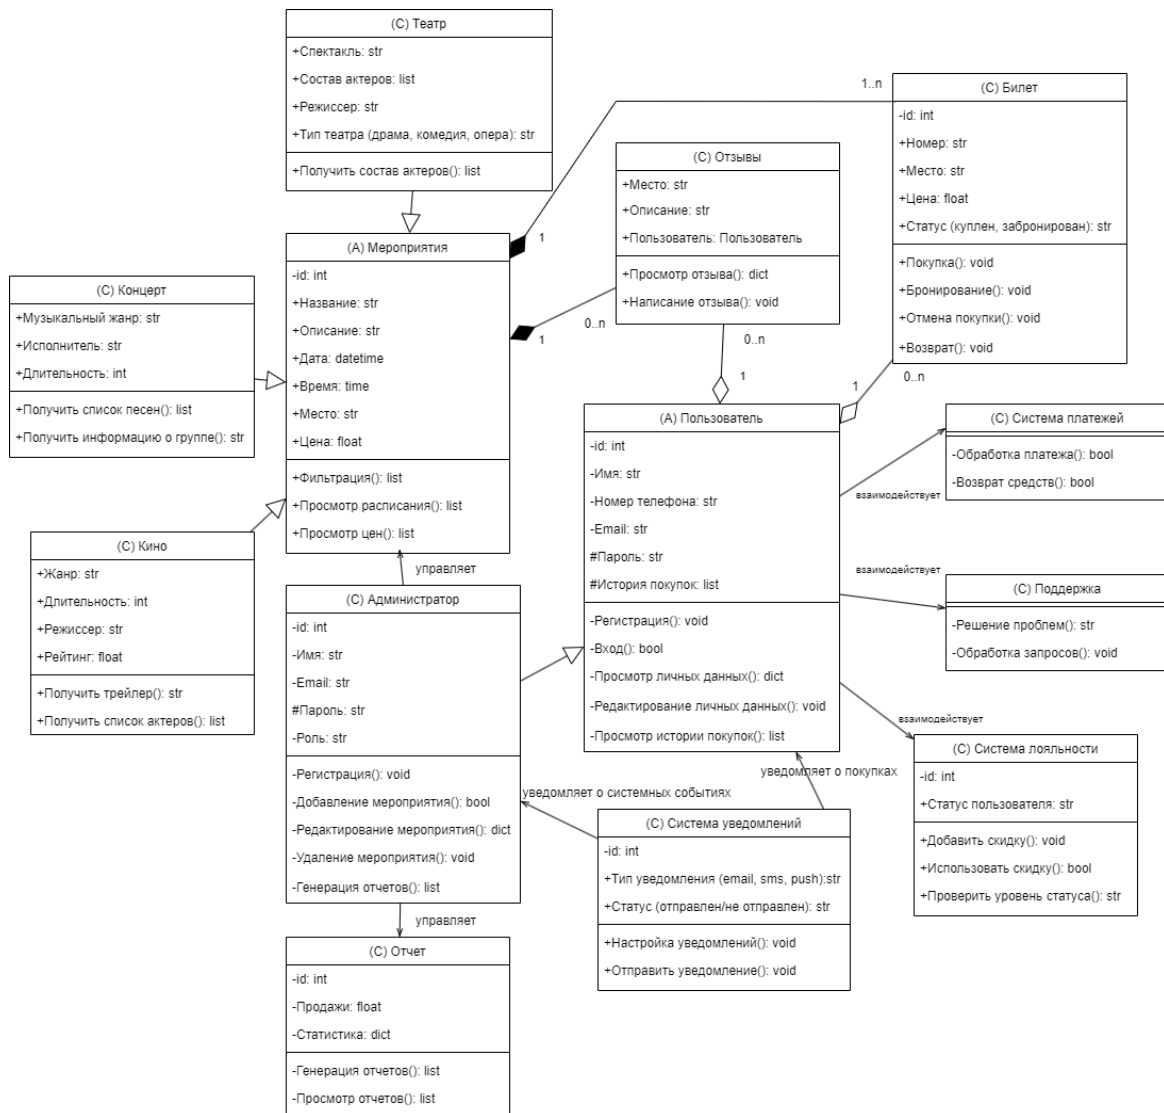 (C) Театр
+Спектакль: str
+Состав актеров: list
+Режиссер: str
+Тип театра (драма, комедия, опера): str
+Получить состав актеров(): list
1..n
(C) Билет
-id: int
+Номер: str
+Место: str
+Цена: float
+Статус (куплен, забронирован): str
+Покупка(): void
+Бронирование(): void
+Отмена покупки(): void
+Возврат(): void
(C) Отзывы
+Место: str
+Описание: str
+Пользователь: Пользователь
+Просмотр отзыва(): dict
+Написание отзыва(): void
1
(A) Мероприятия
-id: int
+Название: str
+Описание: str
+Дата: datetime
+Время: time
+Место: str
+Цена: float
+Фильтрация(): list
+Просмотр расписания(): list
+Просмотр цен(): list
0..n
1
(C) Концерт
+Музыкальный жанр: str
+Исполнитель: str
+Длительность: int
+Получить список песен(): list
+Получить информацию о группе(): str
0..n
1
1
0..n
(A) Пользователь
-id: int
-Имя: str
-Номер телефона: str
-Email: str
#Пароль: str
#История покупок: list
-Регистрация(): void
-Вход(): bool
-Просмотр личных данных(): dict
-Редактирование личных данных(): void
-Просмотр истории покупок(): list
(C) Система платежей
-Обработка платежа(): bool
-Возврат средств(): bool
взаимодействует
(C) Кино
+Жанр: str
+Длительность: int
+Режиссер: str
+Рейтинг: float
+Получить трейлер(): str
+Получить список актеров(): list
управляет
взаимодействует
(C) Поддержка
-Решение проблем(): str
-Обработка запросов(): void
(C) Администратор
-id: int
-Имя: str
-Email: str
#Пароль: str
-Роль: str
-Регистрация(): void
-Добавление мероприятия(): bool
-Редактирование мероприятия(): dict
-Удаление мероприятия(): void
-Генерация отчетов(): list
взаимодействует
(C) Система лояльности
-id: int
+Статус пользователя: str
+Добавить скидку(): void
+Использовать скидку(): bool
+Проверить уровень статуса(): str
уведомляет о покупках
уведомляет о системных событиях
(C) Система уведомлений
-id: int
+Тип уведомления (email, sms, push):str
+Статус (отправлен/не отправлен): str
+Настройка уведомлений(): void
+Отправить уведомление(): void
управляет
(C) Отчет
-id: int
-Продажи: float
-Статистика: dict
-Генерация отчетов(): list
-Просмотр отчетов(): list